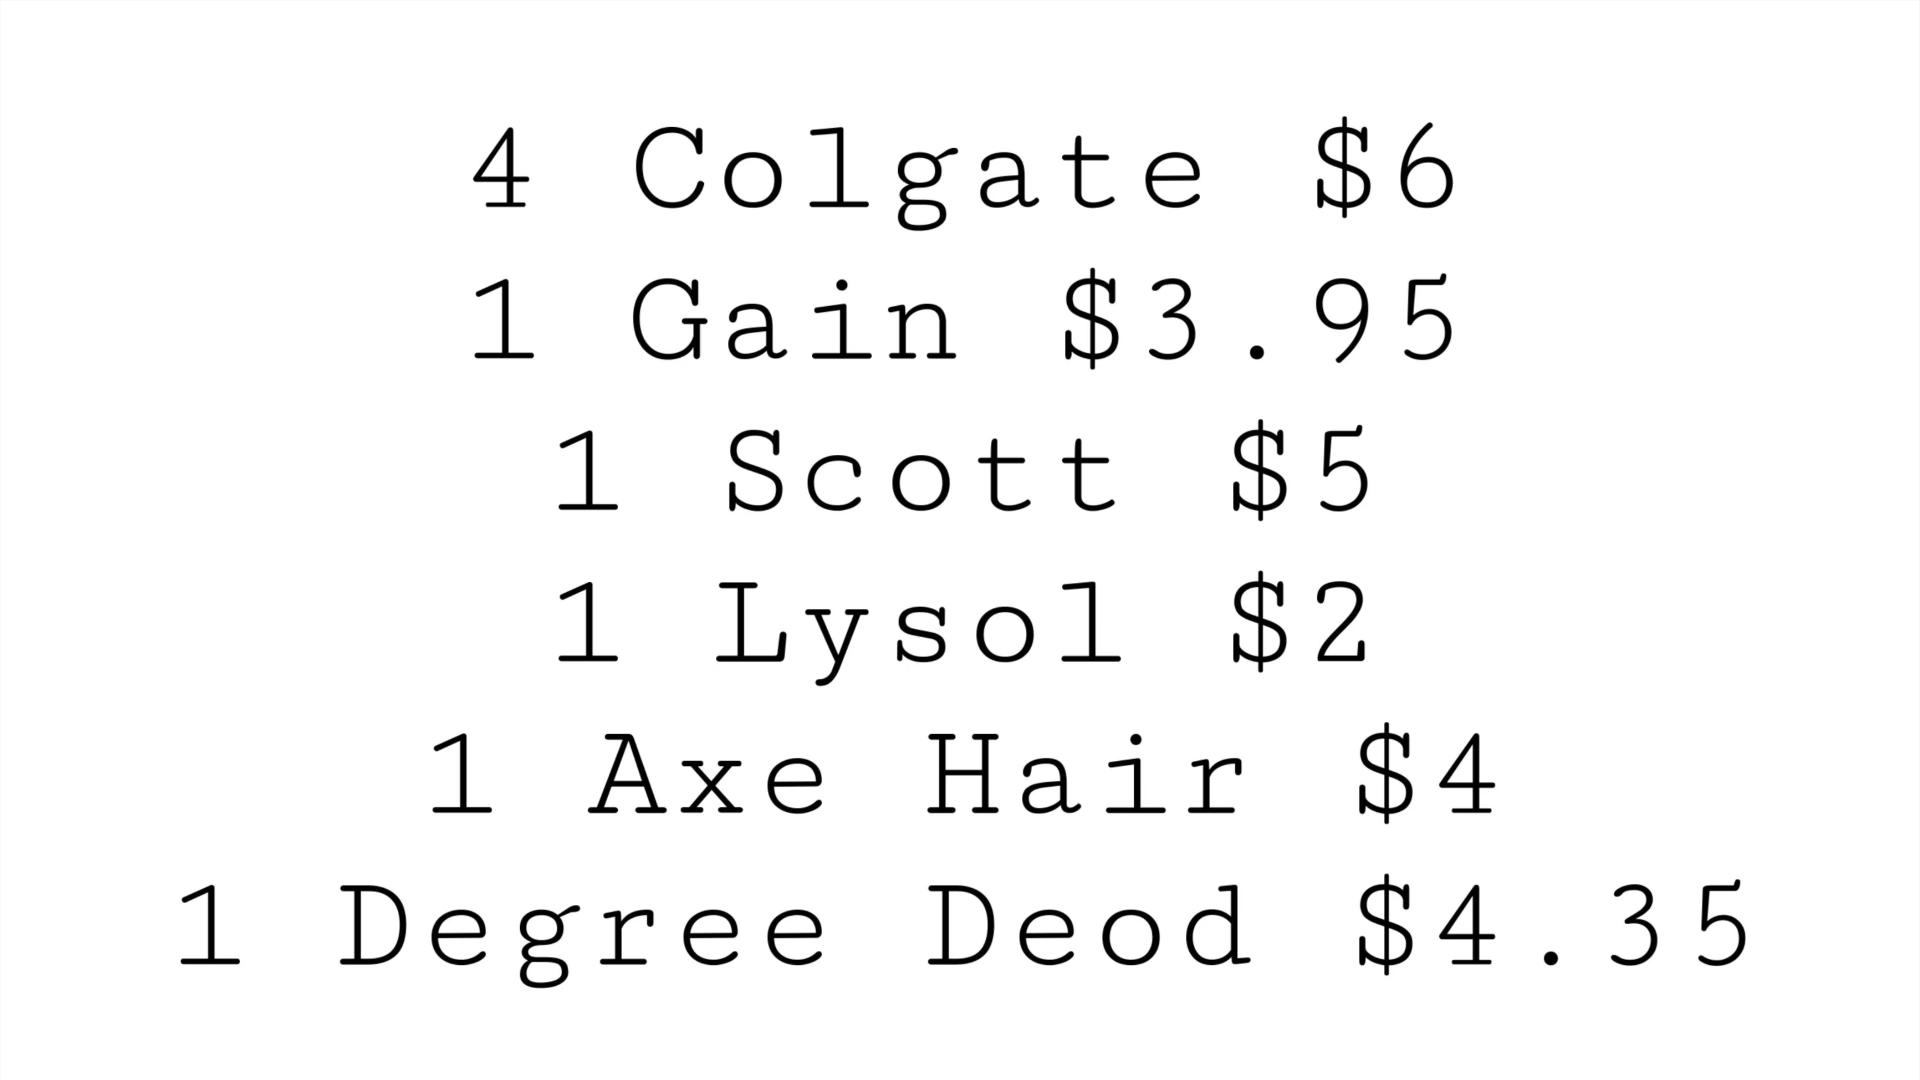 4 Colgate $6
1 Gain $3.95
1 Scott $5
1 Lysol $2
1 Axe Hair $4
1 Degree Deod $4.35